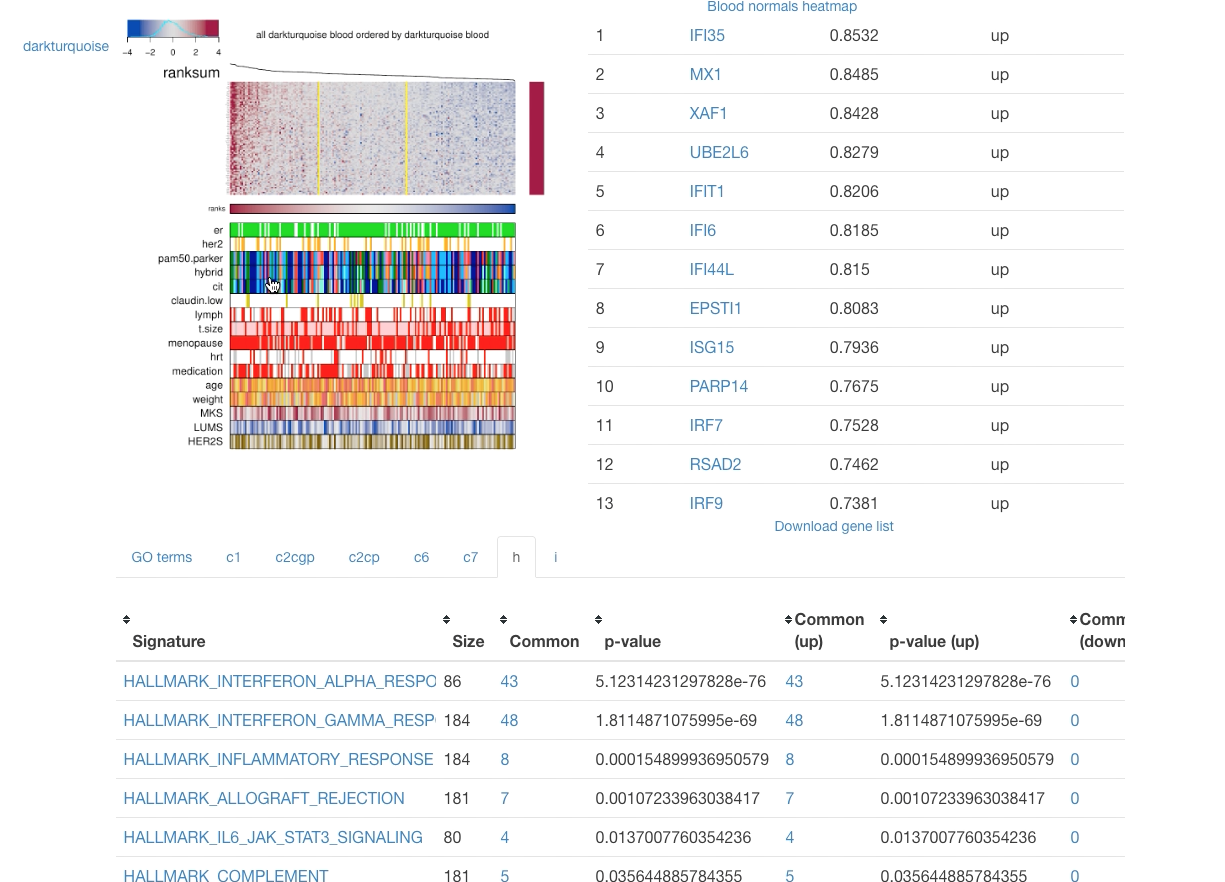 Blood normals heatmap
darkturquoise
−4 −2 0 2 4
all darkturquoise blood ordered by darkturquoise blood
ranksum
ranks
er
her2
pam50.parker
hybrid
cit
claudin.low
lymph
t.size
menopause
hrt
medication
age
weight
MKS
LUMS
HER2S
1 IFI35 0.8532 up
2 MX1 0.8485 up
3 XAF1 0.8428 up
4 UBE2L6 0.8279 up
5 IFIT1 0.8206 up
6 IFI6 0.8185 up
7 IFI44L 0.815 up
8 EPSTI1 0.8083 up
9 ISG15 0.7936 up
10 PARP14 0.7675 up
11 IRF7 0.7528 up
12 RSAD2 0.7462 up
13 IRF9 0.7381 up
Download gene list
GO terms c1 c2cgp c2cp c6 c7 h i
Signature Size Common p-value Common (up) p-value (up) Comm (down
HALLMARK_INTERFERON_ALPHA_RESPO 86 43 5.12314231297828e-76 43 5.12314231297828e-76 0
HALLMARK_INTERFERON_GAMMA_RESP 184 48 1.8114871075995e-69 48 1.8114871075995e-69 0
HALLMARK_INFLAMMATORY_RESPONSE 184 8 0.000154899936950579 8 0.000154899936950579 0
HALLMARK_ALLOGRAFT_REJECTION 181 7 0.00107233963038417 7 0.00107233963038417 0
HALLMARK_IL6_JAK_STAT3_SIGNALING 80 4 0.0137007760354236 4 0.0137007760354236 0
HALLMARK_COMPLEMENT 181 5 0.035644885784355 5 0.035644885784355 0